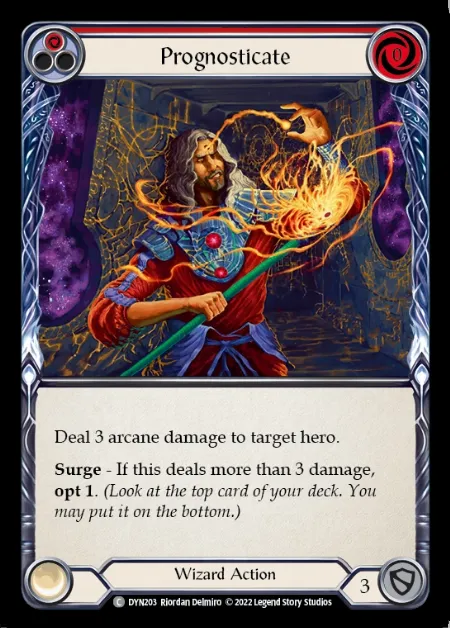 0
Prognosticate
Deal 3 arcane damage to target hero.
Surge - If this deals more than 3 damage,
opt 1. (Look at the top card of your deck. You
may put it on the bottom.)
Wizard Action
3
C DYN203 Riordan Delmiro © 2022 Legend Story Studios